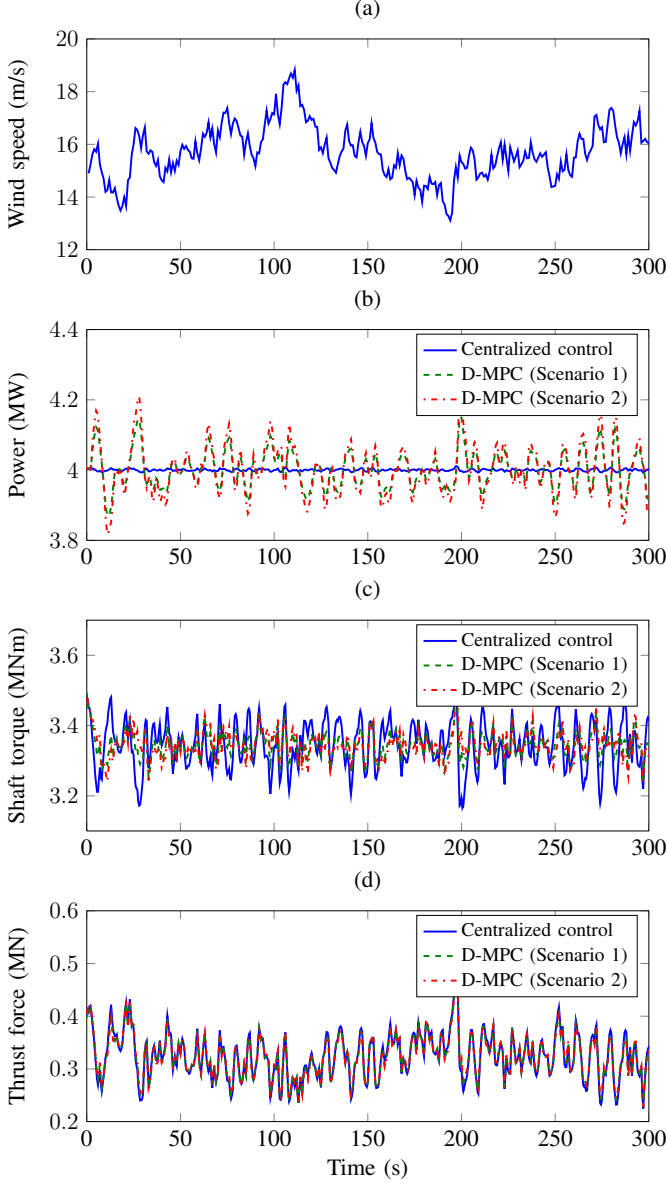 (a)
20
18
16
14
12
Wind speed (m/s)
0 50 100 150 200 250 300
(b)
4.4
4.2
4
3.8
Power (MW)
Centralized control
D-MPC (Scenario 1)
D-MPC (Scenario 2)
0 50 100 150 200 250 300
(c)
3.6
3.4
3.2
Shaft torque (MNm)
Centralized control
D-MPC (Scenario 1)
D-MPC (Scenario 2)
0 50 100 150 200 250 300
(d)
0.6
0.5
0.4
0.3
0.2
Thrust force (MN)
Centralized control
D-MPC (Scenario 1)
D-MPC (Scenario 2)
0 50 100 150 200 250 300
Time (s)